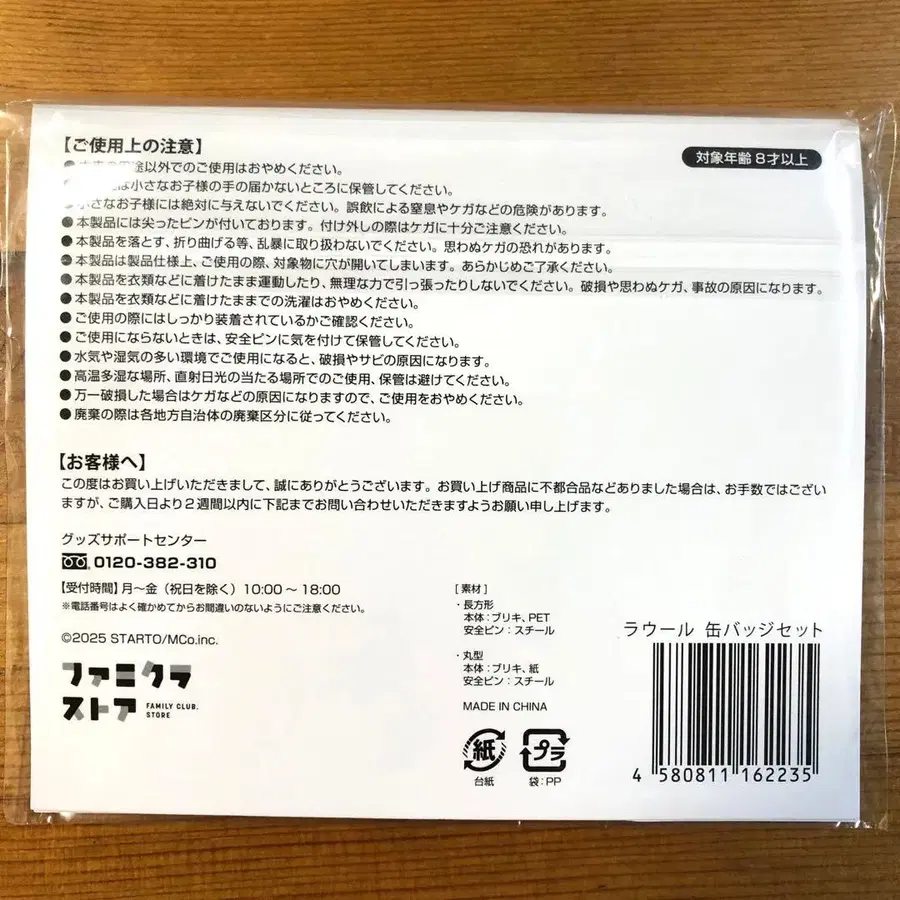 【ご使用上の注意】
対象年齢8才以上
以外でのご使用はおやめください。
は小さなお子様の手の届かないところに保管してください。
小さなお子様には絶対に与えないでください。誤飲による窒息やケガなどの危険があります。
●本製品には尖ったピンが付いております。付け外しの際はケガに十分ご注意ください。
●本製品を落とす、折り曲げる等、乱暴に取り扱わないでください。思わぬケガの恐れがあります。
●本製品は製品仕様上、ご使用の際、対象物に穴が開いてしまいます。あらかじめご了承ください。
●本製品を衣類などに着けたまま運動したり、無理な力で引っ張ったりしないでください。破損や思わぬケガ、事故の原因になります。
●本製品を衣類などに着けたままでの洗濯はおやめください。
●ご使用の際にはしっかり装着されているかご確認ください。
●ご使用にならないときは、安全ピンに気を付けて保管してください。
●水気や湿気の多い環境でご使用になると、破損やサビの原因になります。
●高温多湿な場所、直射日光の当たる場所でのご使用、保管は避けてください。
●万一破損した場合はケガなどの原因になりますので、ご使用をおやめください。
●廃棄の際は各地方自治体の廃棄区分に従ってください。
【お客様へ】
この度はお買い上げいただきまして、誠にありがとうございます。お買い上げ商品に不都合品などありました場合は、お手数ではござい
ますが、ご購入日より2週間以内に下記までお問い合わせいただきますようお願い申し上げます。
グッズサポートセンター
0120-382-310
【受付時間】月〜金（祝日を除く）10:00〜18:00
※電話番号はよく確かめてからお間違いのないようにご注意ください。
©2025 STARTO/MCo.inc.
ファミクラ
ストア
FAMILY CLUB.
STORE
[素材]
・長方形
本体：ブリキ、PET
安全ピン：スチール
・丸型
本体：ブリキ、紙
安全ピン：スチール
MADE IN CHINA
紙
台紙
プラ
袋：PP
ラウール 缶バッジセット
4 580811 162235